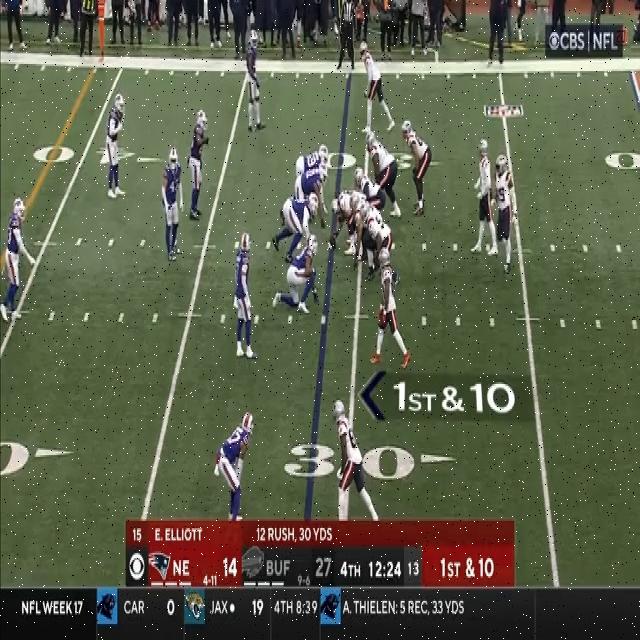 CBS NFL
1ST & 10
3 0
15 E. ELLIOTT 12 RUSH, 30 YDS
NE 4-11 14 BUF 9-6 27 4TH 12:24 13 1ST & 10
NFL WEEK 17 CAR 0 JAX 19 4TH 8:39 A. THIELEN: 5 REC, 33 YDS